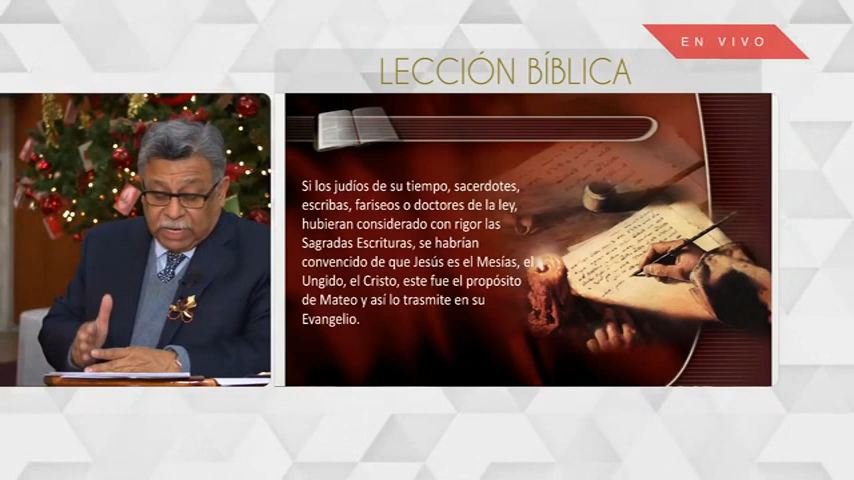 EN VIVO
LECCIÓN BÍBLICA
Si los judíos de su tiempo, sacerdotes,
escribas, fariseos o doctores de la ley,
hubieran considerado con rigor las
Sagradas Escrituras, se habrían
convencido de que Jesús es el Mesías, el
Ungido, el Cristo, este fue el propósito
de Mateo y así lo trasmite en su
Evangelio.